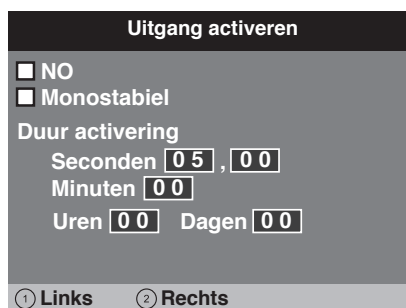 Uitgang activeren
NO
Monostabiel
Duur activering
Seconden 05,00
Minuten 00
Uren 00 Dagen 00
1 Links 2 Rechts